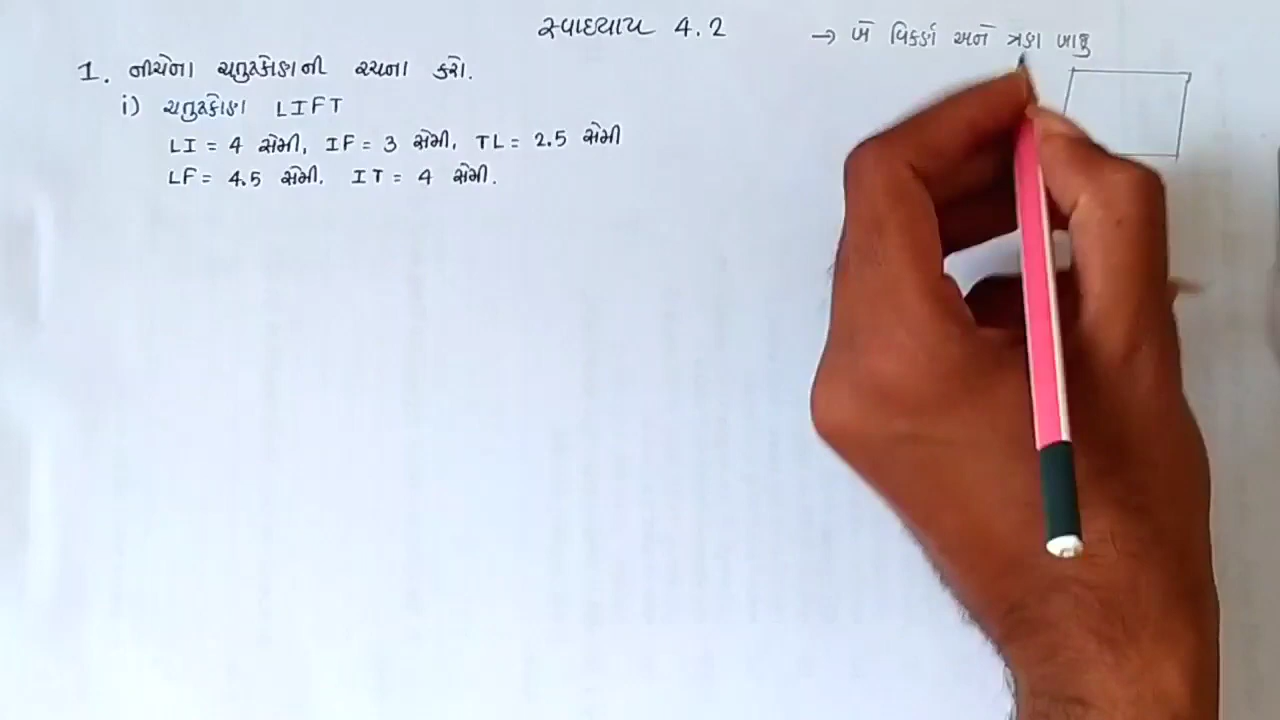 સ્વાધ્યાય 4.2
→ બે વિકર્ણો અને ત્રણ બાજુ
1. નીચેના ચતુષ્કોણની રચના કરો.
i) ચતુષ્કોણ LIFT
LI = 4 સેમી, IF = 3 સેમી, TL = 2.5 સેમી
LF = 4.5 સેમી. IT = 4 સેમી.